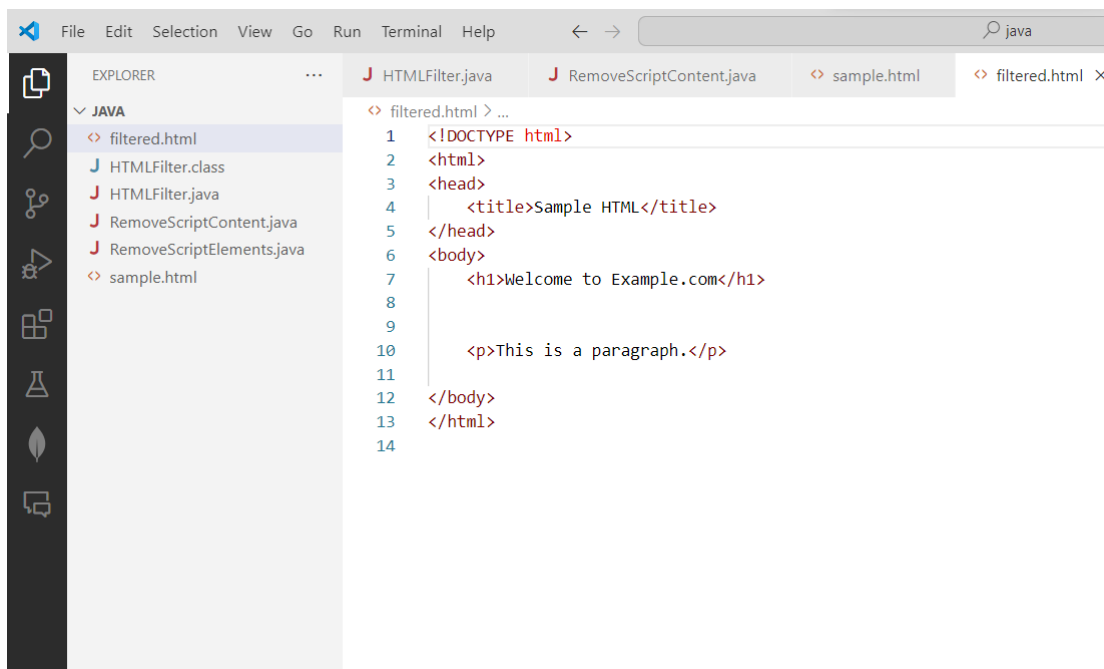 File Edit Selection View Go Run Terminal Help ← → java
EXPLORER ...
JAVA
filtered.html
J HTMLFilter.class
J HTMLFilter.java
J RemoveScriptContent.java
J RemoveScriptElements.java
sample.html
J HTMLFilter.java J RemoveScriptContent.java <> sample.html <> filtered.html ×
<> filtered.html > ...
1 <!DOCTYPE html>
2 <html>
3 <head>
4     <title>Sample HTML</title>
5 </head>
6 <body>
7     <h1>Welcome to Example.com</h1>
8
9
10     <p>This is a paragraph.</p>
11
12 </body>
13 </html>
14